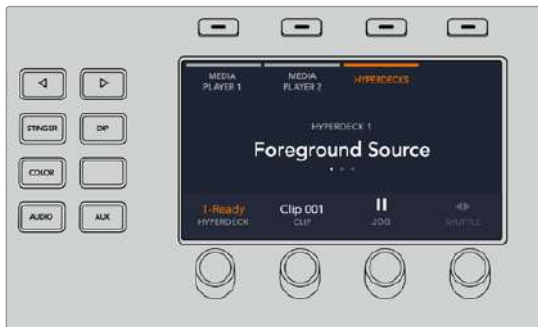 MEDIA PLAYER 1
MEDIA PLAYER 2
HYPERDECKS
STINGER
DIP
HYPERDECK 1
Foreground Source
COLOR
1-Ready
HYPERDECK
Clip 001
CLIP
JOG
SHUTTLE
AUDIO
AUX